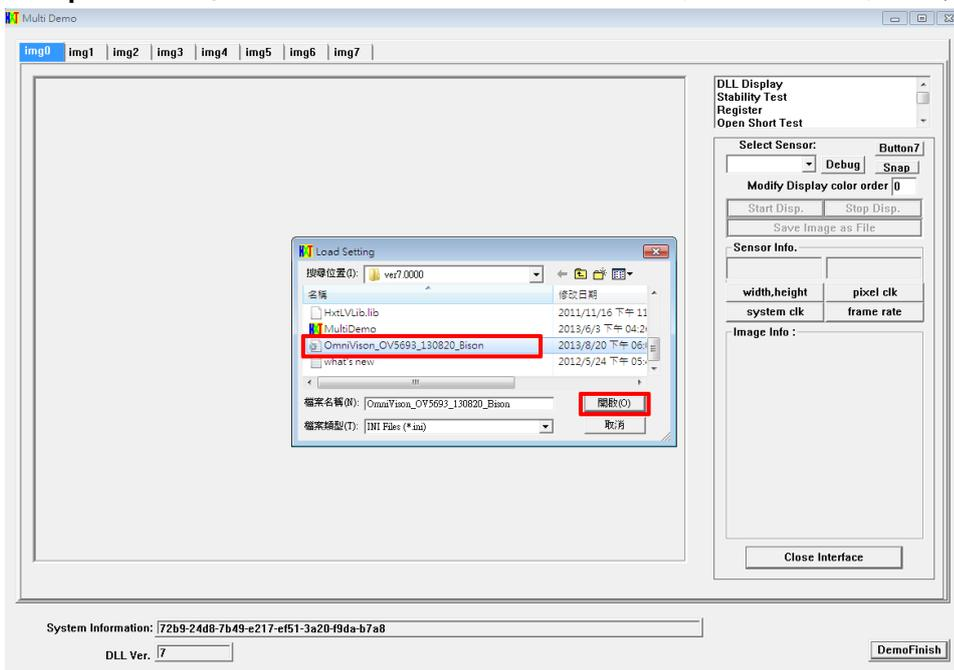 Multi Demo
img0 img1 img2 img3 img4 img5 img6 img7
DLL Display
Stability Test
Register
Open Short Test
Select Sensor:
Button7
Debug
Snap
Modify Display color order 0
Start Disp.
Stop Disp.
Save Image as File
Sensor Info.
width,height
pixel clk
system clk
frame rate
Image Info :
Close Interface
Load Setting
搜尋位置(I): ver7.0000
名稱
修改日期
HxtLVLib.lib
2011/11/16 下午 11
MultiDemo
2013/6/3 下午 04:2
OmniVison_OV5693_130820_Bison
2013/8/20 下午 06:
what's new
2012/5/24 下午 05:
檔案名稱(N): OmniVison_OV5693_130820_Bison
開啟(O)
檔案類型(T): INI Files (*.ini)
取消
System Information: 72b9-24d8-7b49-e217-ef51-3a20-f9da-b7a8
DLL Ver. 7
DemoFinish